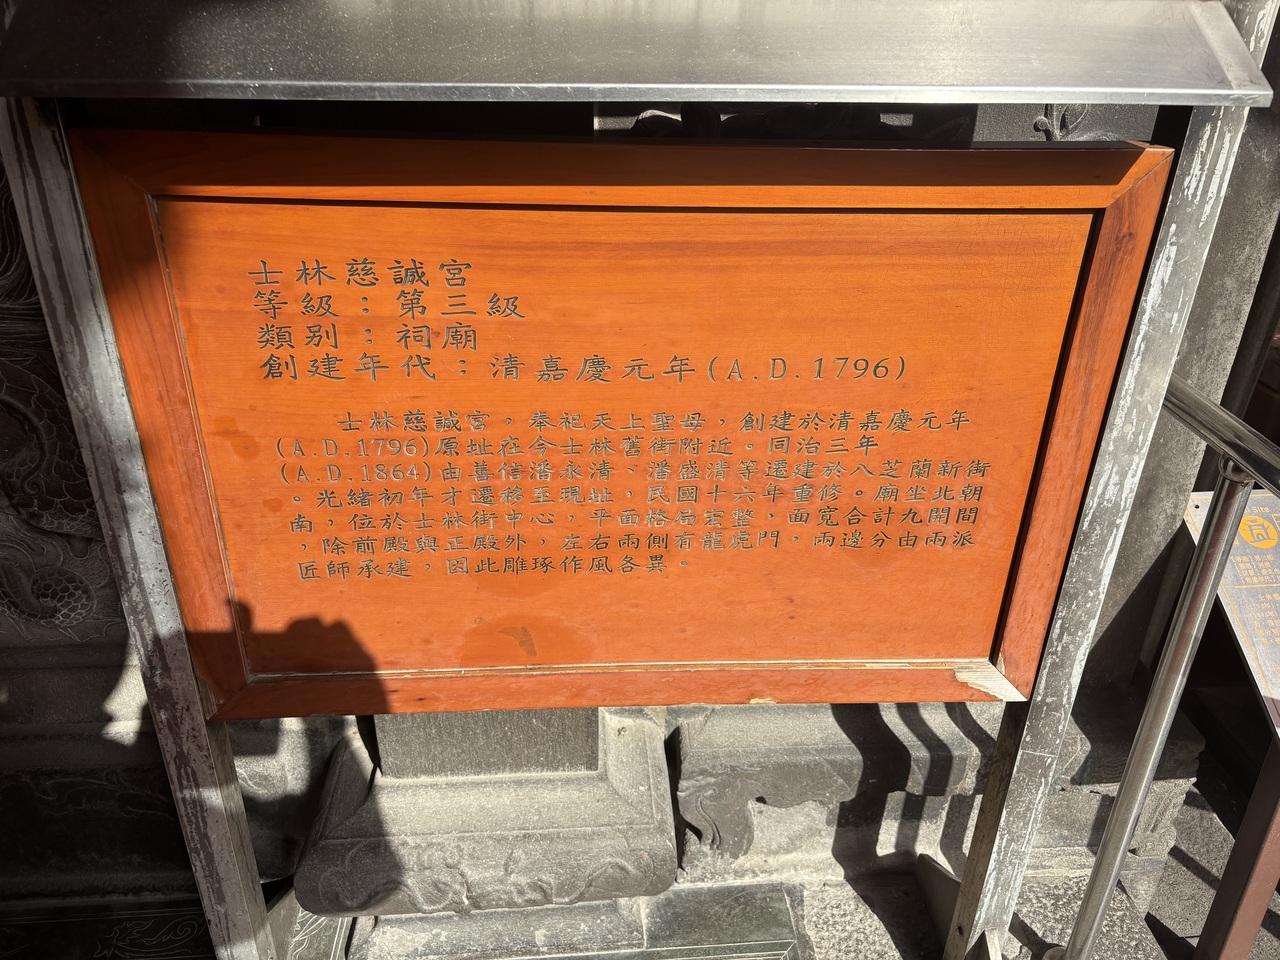 士林慈諴宮
等級：第三級
類別：祠廟
創建年代：清嘉慶元年(A.D.1796)
士林慈諴宮，奉祀天上聖母，創建於清嘉慶元年
(A.D.1796)原址在今士林舊街附近。同治三年
(A.D.1864)由善信潘永清、潘盛清等遷建於八芝蘭新街
。光緒初年才遷移至現址，民國十六年重修。廟坐北朝
南，位於士林街中心，平面格局宏整，面寬合計九開間
，除前殿與正殿外，左右兩側有龍虎門，兩邊分由兩派
匠師承建，因此雕琢作風各異。